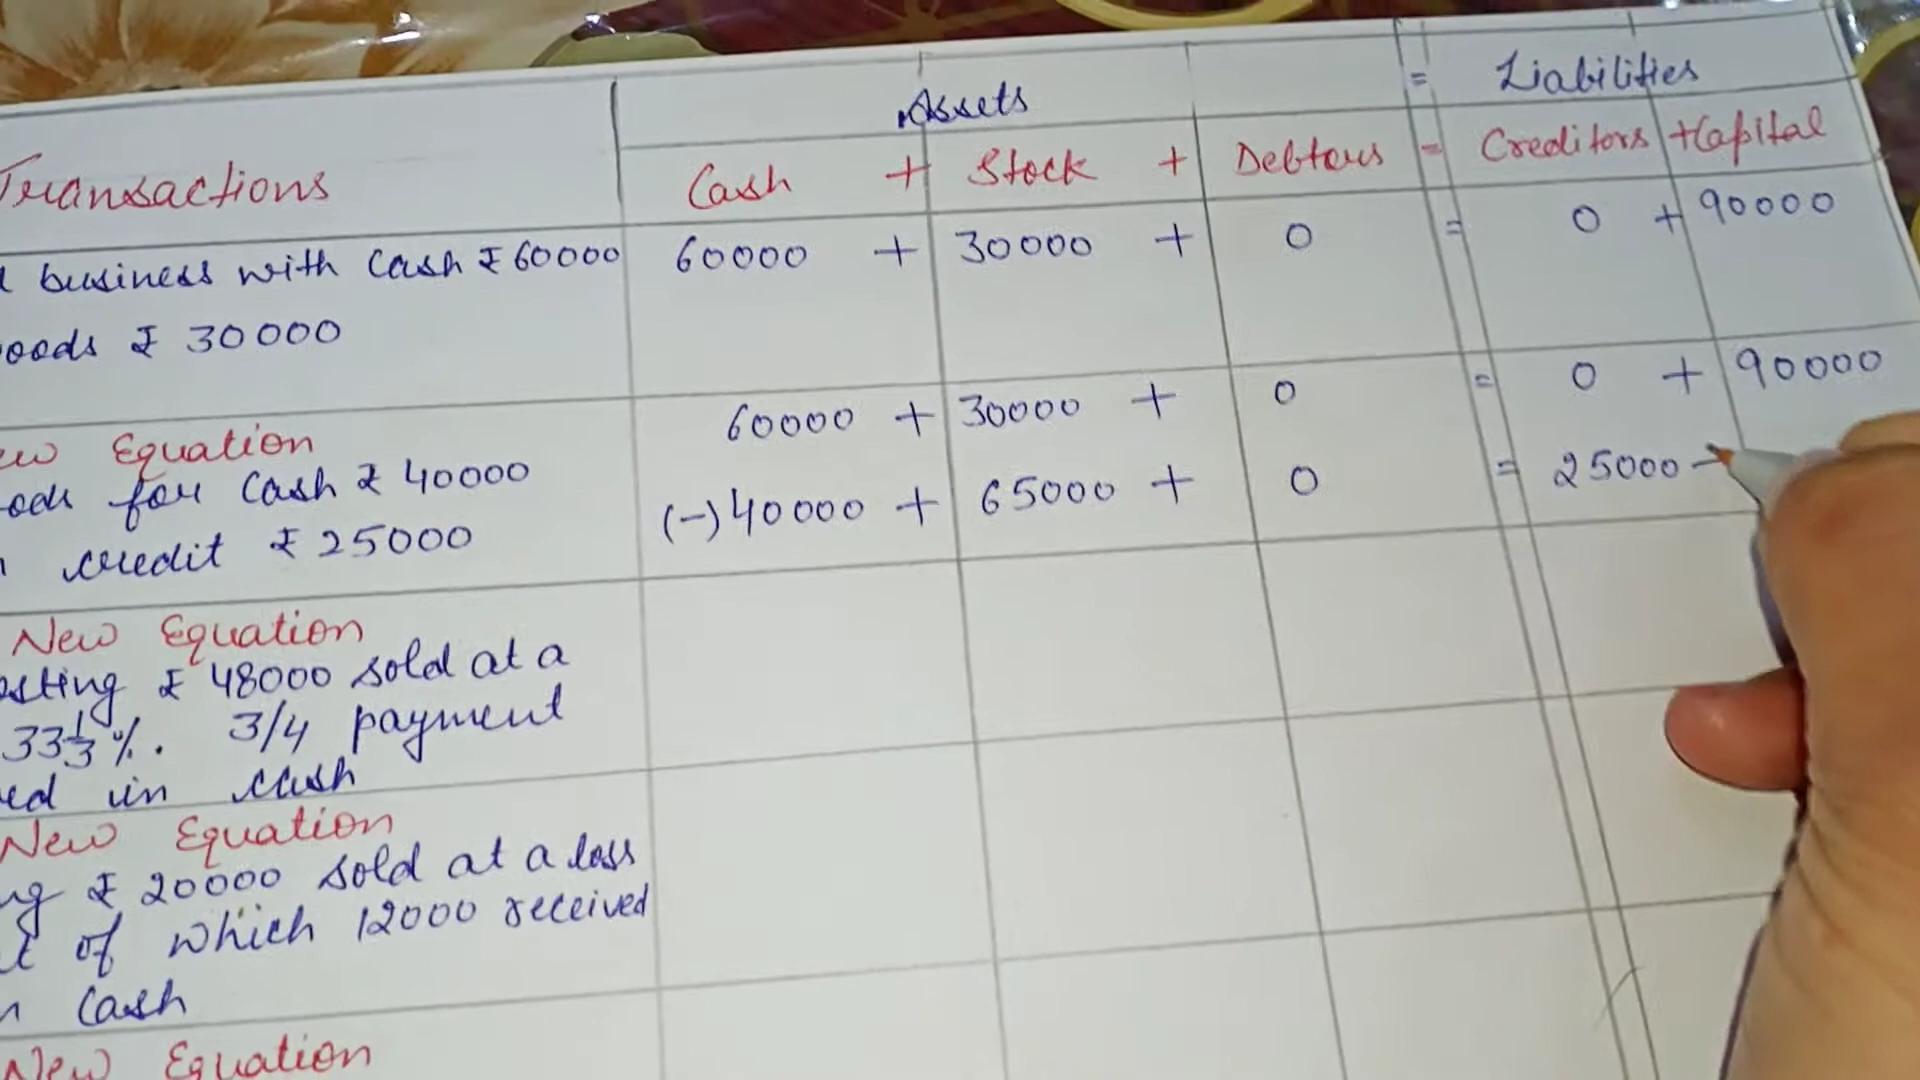 Assets = Liabilities
Transactions Cash + Stock + Debtors = Creditors + Capital
business with Cash ₹ 60000 60000 + 30000 + 0 = 0 + 90000
₹ 30000
Equation 60000 + 30000 + 0 = 0 + 90000
for Cash ₹ 40000 (-) 40000 + 65000 + 0 = 25000
credit ₹ 25000
New Equation
₹ 48000 sold at a
33 1/3 %. 3/4 payment
in cash
New Equation
₹ 20000 sold at a loss
of which 12000 received
Cash
New Equation